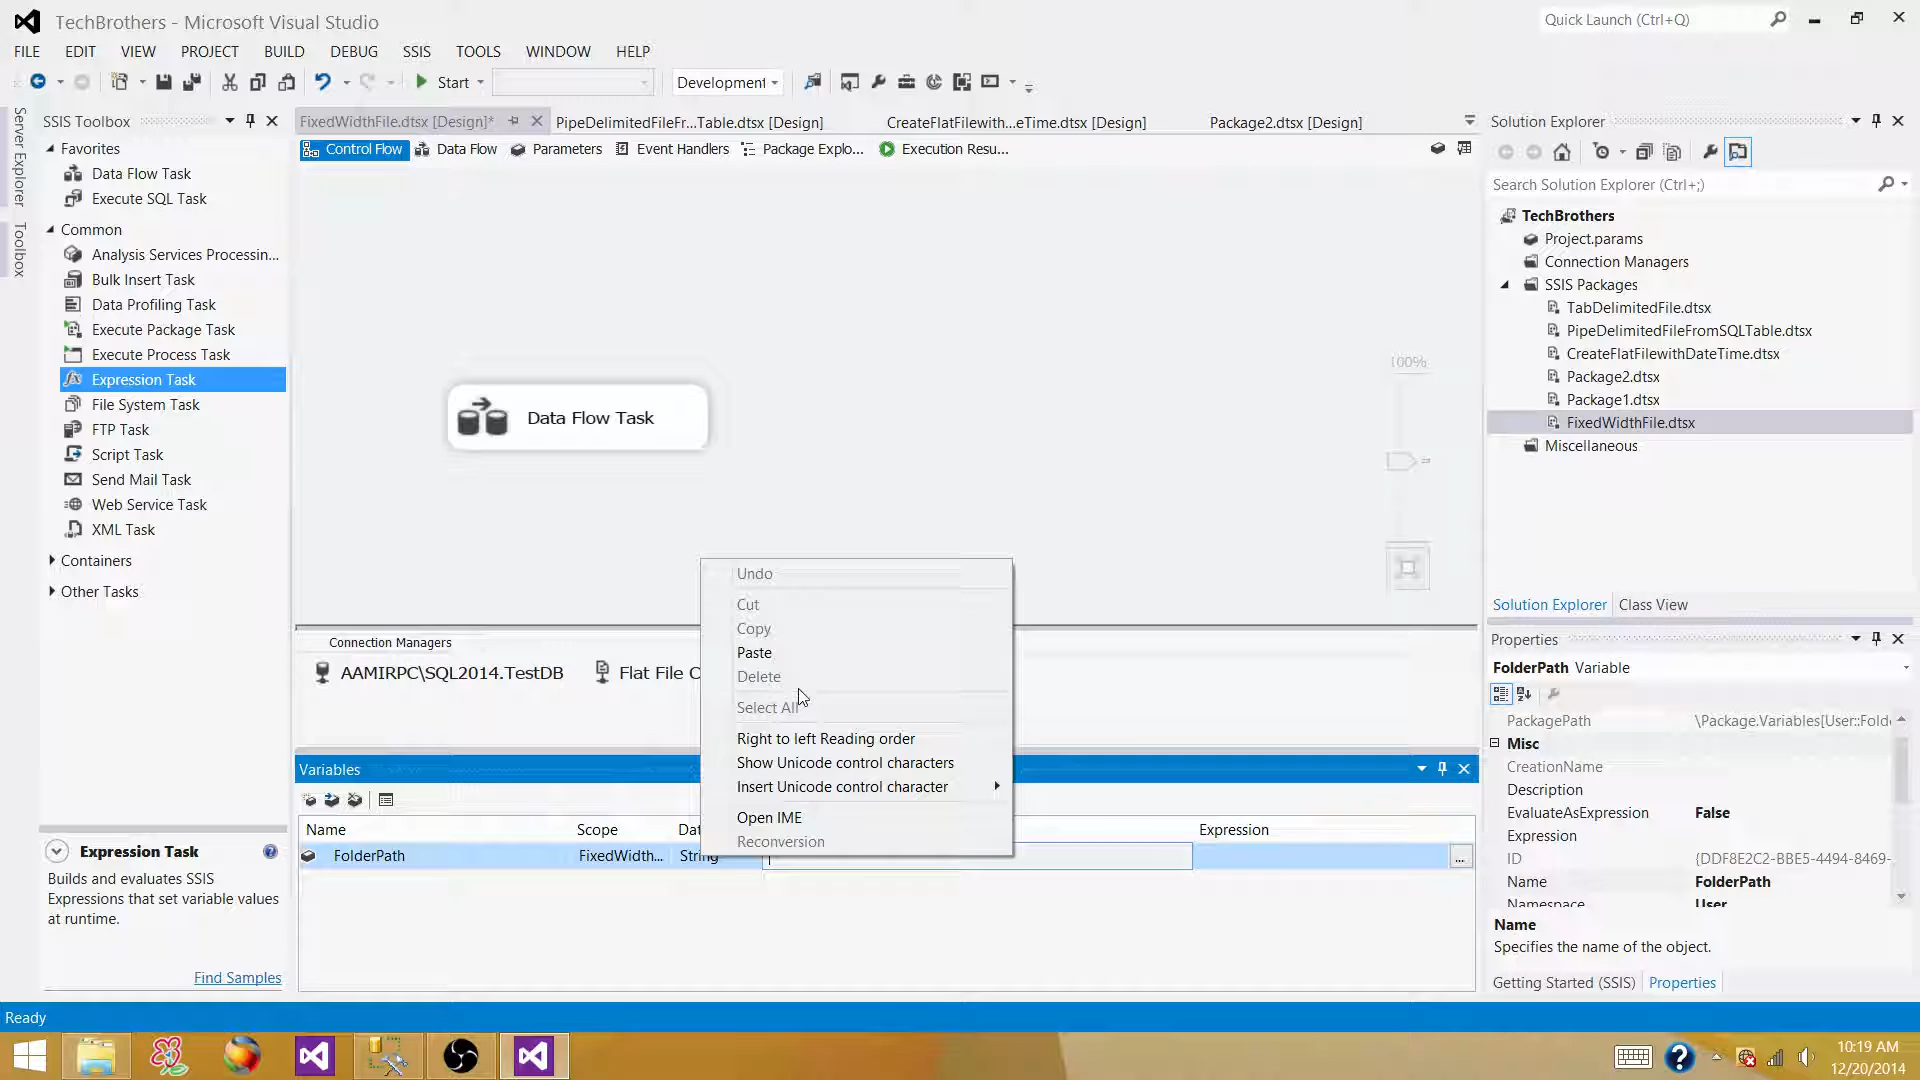 TechBrothers - Microsoft Visual Studio
Quick Launch (Ctrl+Q)
FILE EDIT VIEW PROJECT BUILD DEBUG SSIS TOOLS WINDOW HELP
Start Development
Server Explorer
Toolbox
SSIS Toolbox
Favorites
Data Flow Task
Execute SQL Task
Common
Analysis Services Processin...
Bulk Insert Task
Data Profiling Task
Execute Package Task
Execute Process Task
Expression Task
File System Task
FTP Task
Script Task
Send Mail Task
Web Service Task
XML Task
Containers
Other Tasks
Expression Task
Builds and evaluates SSIS
Expressions that set variable values
at runtime.
Find Samples
FixedWidthFile.dtsx [Design]* PipeDelimitedFileFr...Table.dtsx [Design] CreateFlatFilewith...eTime.dtsx [Design] Package2.dtsx [Design]
Control Flow Data Flow Parameters Event Handlers Package Explo... Execution Resu...
100%
Data Flow Task
Connection Managers
AAMIRPC\SQL2014.TestDB Flat File C
Undo
Cut
Copy
Paste
Delete
Select All
Right to left Reading order
Show Unicode control characters
Insert Unicode control character
Open IME
Reconversion
Variables
Name Scope Dat Expression
FolderPath FixedWidth... String ...
Solution Explorer
Search Solution Explorer (Ctrl+;)
TechBrothers
Project.params
Connection Managers
SSIS Packages
TabDelimitedFile.dtsx
PipeDelimitedFileFromSQLTable.dtsx
CreateFlatFilewithDateTime.dtsx
Package2.dtsx
Package1.dtsx
FixedWidthFile.dtsx
Miscellaneous
Solution Explorer Class View
Properties
FolderPath Variable
PackagePath \Package.Variables[User::Folde
Misc
CreationName
Description
EvaluateAsExpression False
Expression
ID {DDF8E2C2-BBE5-4494-8469-
Name FolderPath
Namespace User
Name
Specifies the name of the object.
Getting Started (SSIS) Properties
Ready
10:19 AM
12/20/2014